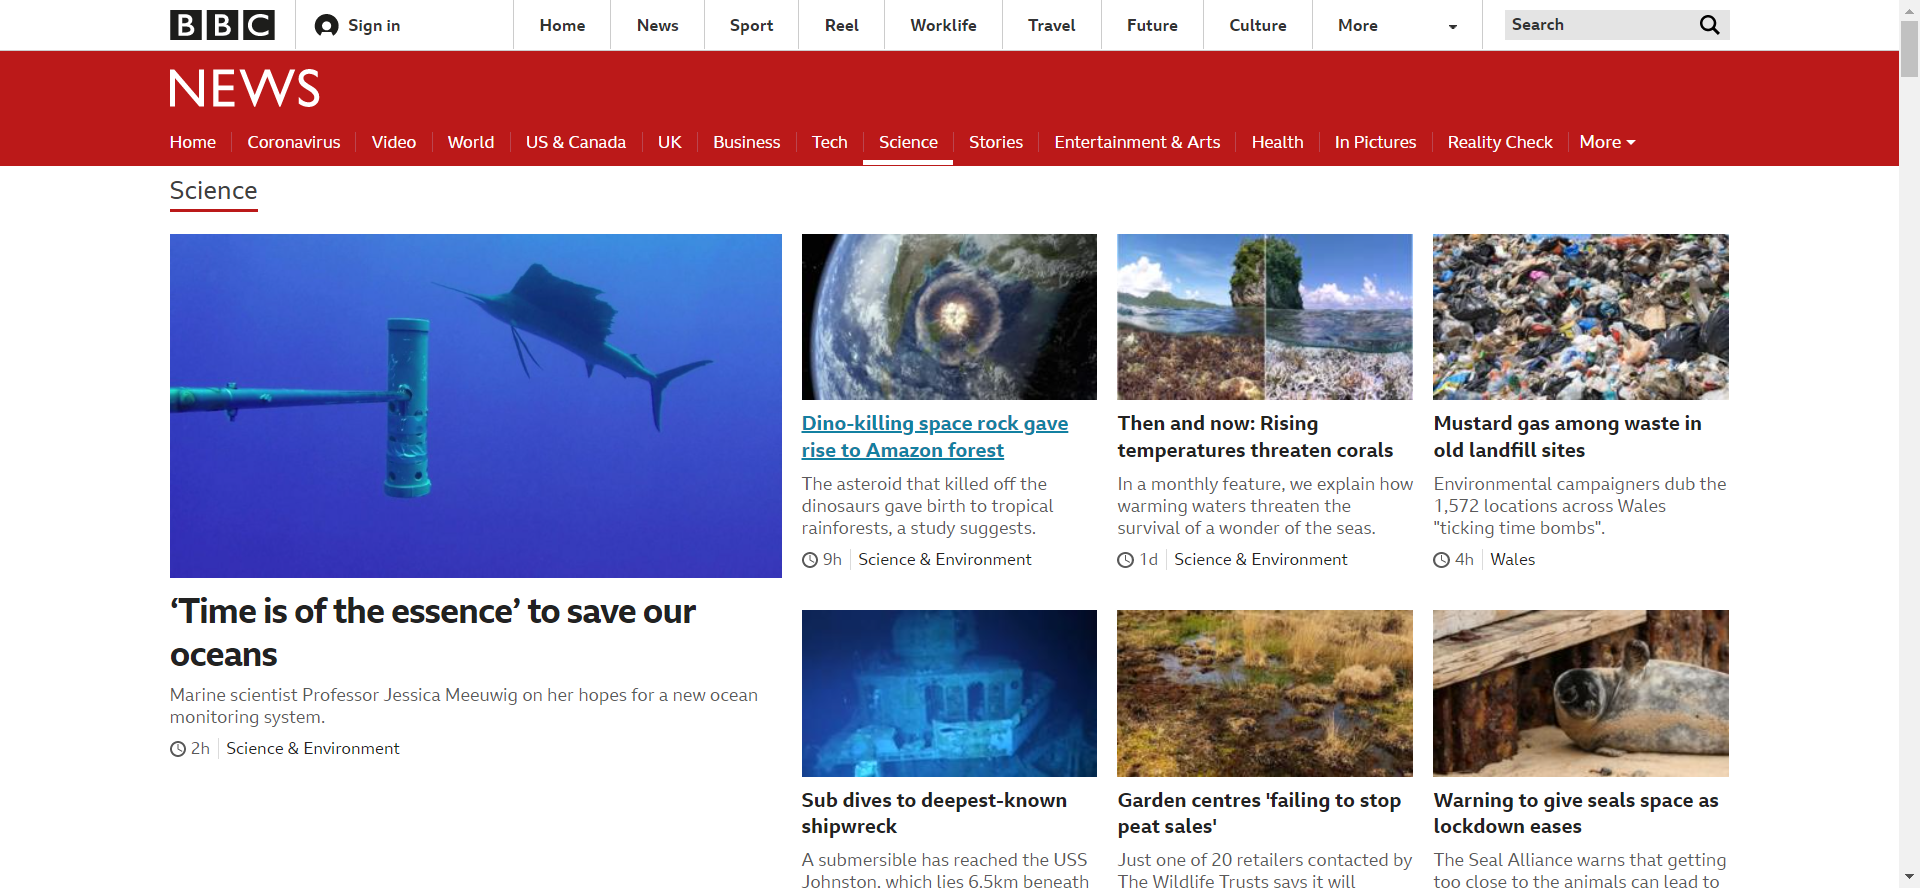 BBC
Sign in
Home
News
Sport
Reel
Worklife
Travel
Future
Culture
More
Search
NEWS
Home
Coronavirus
Video
World
US & Canada
UK
Business
Tech
Science
Stories
Entertainment & Arts
Health
In Pictures
Reality Check
More
Science
‘Time is of the essence’ to save our
oceans
Marine scientist Professor Jessica Meeuwig on her hopes for a new ocean
monitoring system.
2h
Science & Environment
Dino-killing space rock gave
rise to Amazon forest
The asteroid that killed off the
dinosaurs gave birth to tropical
rainforests, a study suggests.
9h
Science & Environment
Then and now: Rising
temperatures threaten corals
In a monthly feature, we explain how
warming waters threaten the
survival of a wonder of the seas.
1d
Science & Environment
Mustard gas among waste in
old landfill sites
Environmental campaigners dub the
1,572 locations across Wales
"ticking time bombs".
4h
Wales
Sub dives to deepest-known
shipwreck
A submersible has reached the USS
Johnston, which lies 6.5km beneath
Garden centres 'failing to stop
peat sales'
Just one of 20 retailers contacted by
The Wildlife Trusts says it will
Warning to give seals space as
lockdown eases
The Seal Alliance warns that getting
too close to the animals can lead to